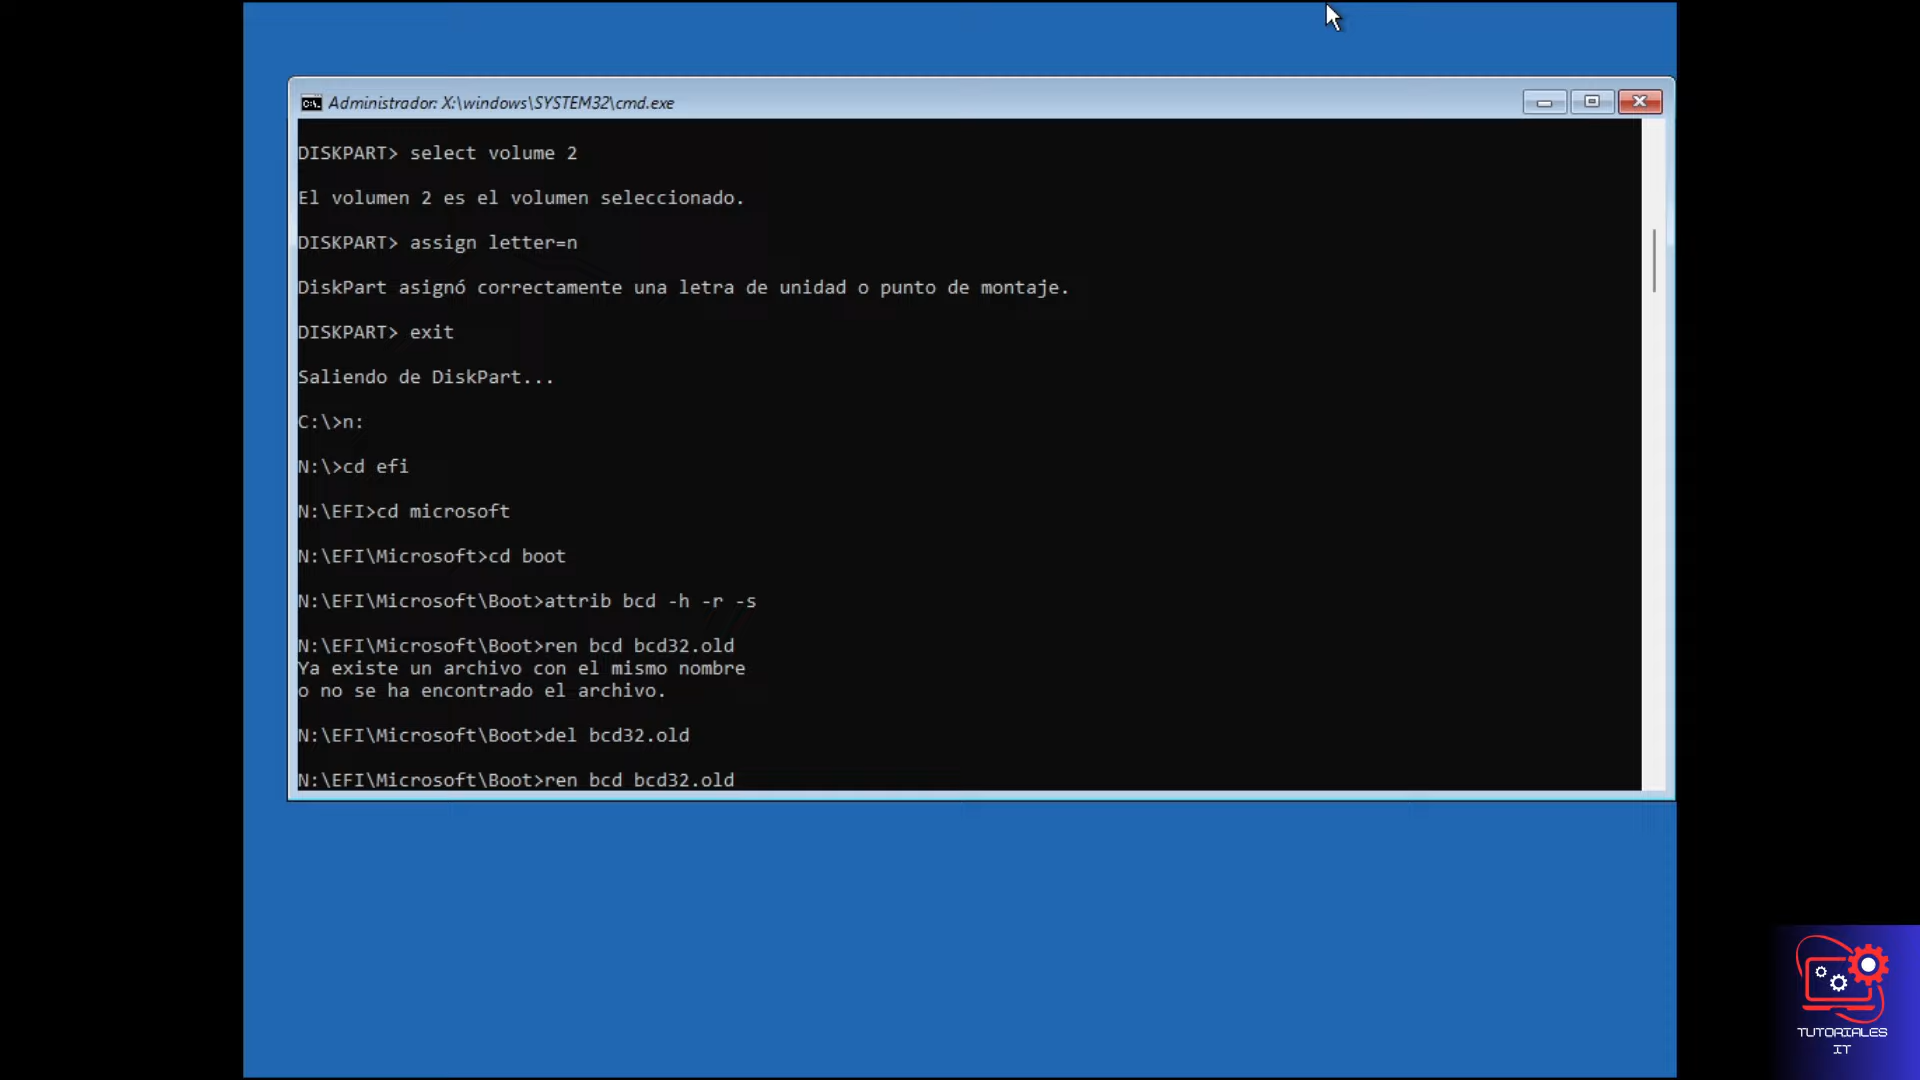 Administrador: X:\windows\SYSTEM32\cmd.exe
DISKPART> select volume 2
El volumen 2 es el volumen seleccionado.
DISKPART> assign letter=n
DiskPart asignó correctamente una letra de unidad o punto de montaje.
DISKPART> exit
Saliendo de DiskPart...
C:\>n:
N:\>cd efi
N:\EFI>cd microsoft
N:\EFI\Microsoft>cd boot
N:\EFI\Microsoft\Boot>attrib bcd -h -r -s
N:\EFI\Microsoft\Boot>ren bcd bcd32.old
Ya existe un archivo con el mismo nombre
o no se ha encontrado el archivo.
N:\EFI\Microsoft\Boot>del bcd32.old
N:\EFI\Microsoft\Boot>ren bcd bcd32.old
TUTORIALES
IT